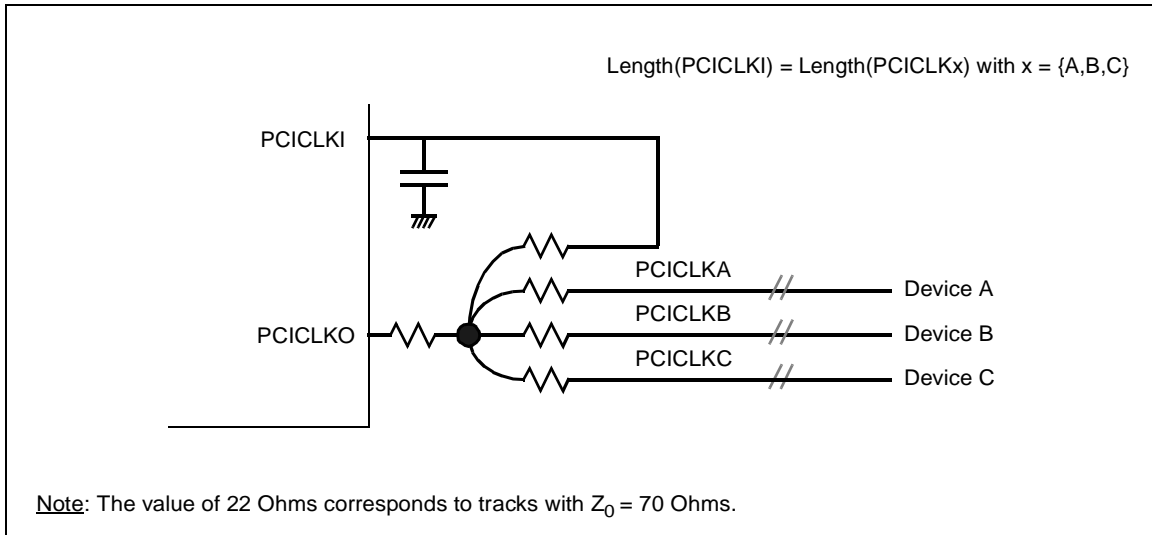 Length(PCICLKI) = Length(PCICLKx) with x = {A,B,C}
PCICLKI
PCICLKA
Device A
PCICLKO
PCICLKB
Device B
PCICLKC
Device C
Note: The value of 22 Ohms corresponds to tracks with Z0 = 70 Ohms.